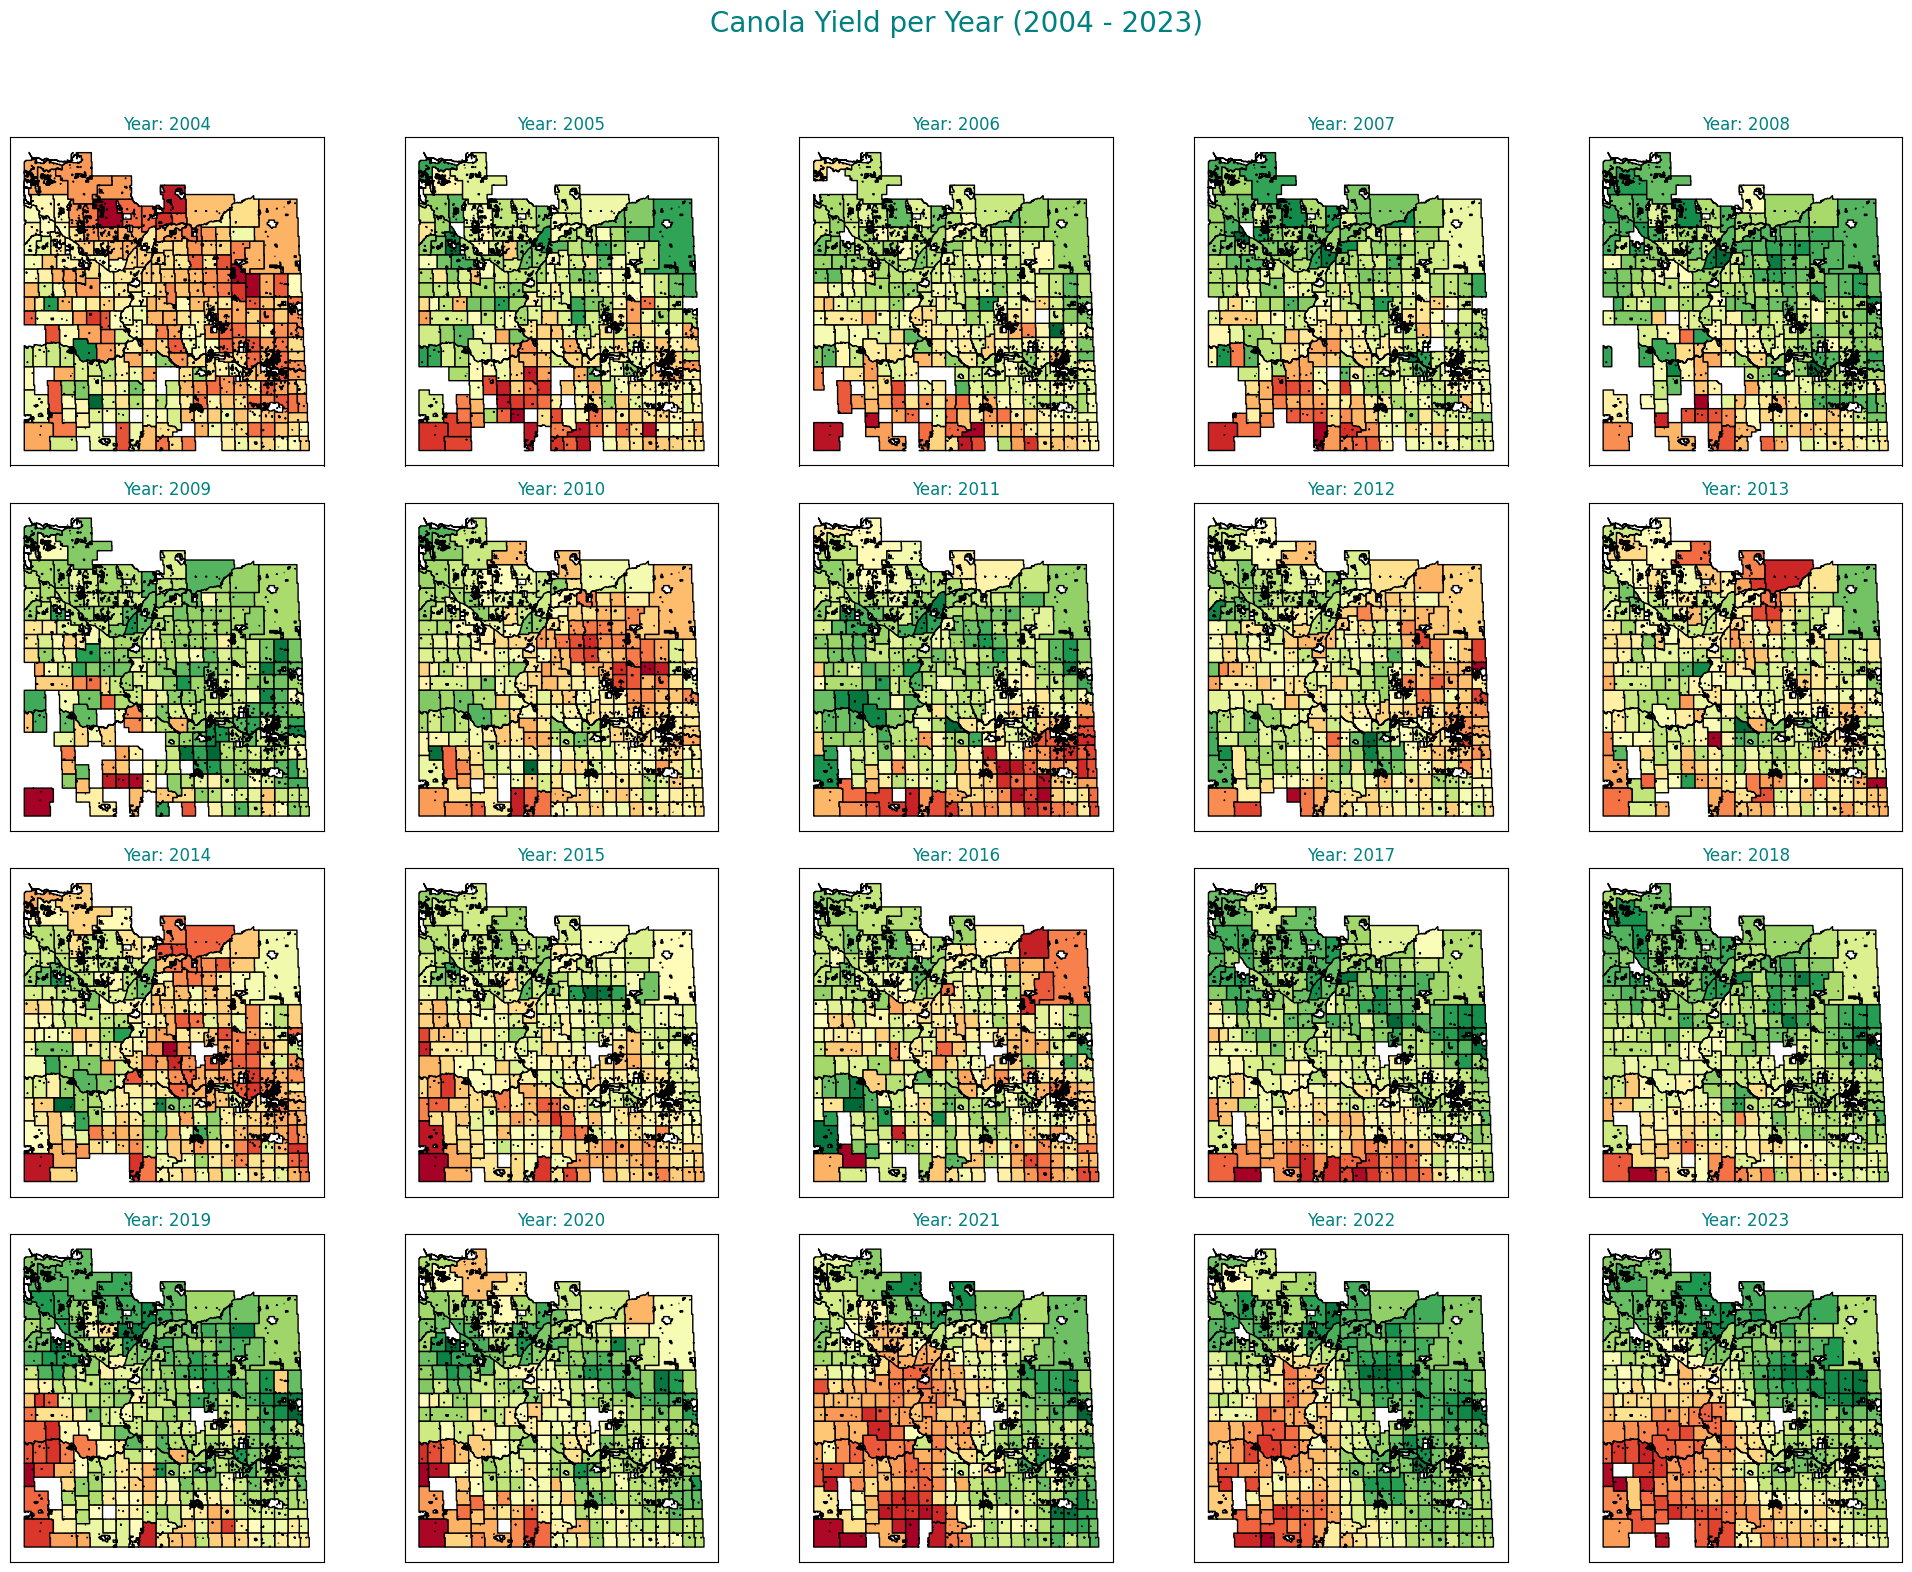 Canola Yield per Year (2004 - 2023)
Year: 2004
Year: 2005
Year: 2006
Year: 2007
Year: 2008
Year: 2009
Year: 2010
Year: 2011
Year: 2012
Year: 2013
Year: 2014
Year: 2015
Year: 2016
Year: 2017
Year: 2018
Year: 2019
Year: 2020
Year: 2021
Year: 2022
Year: 2023